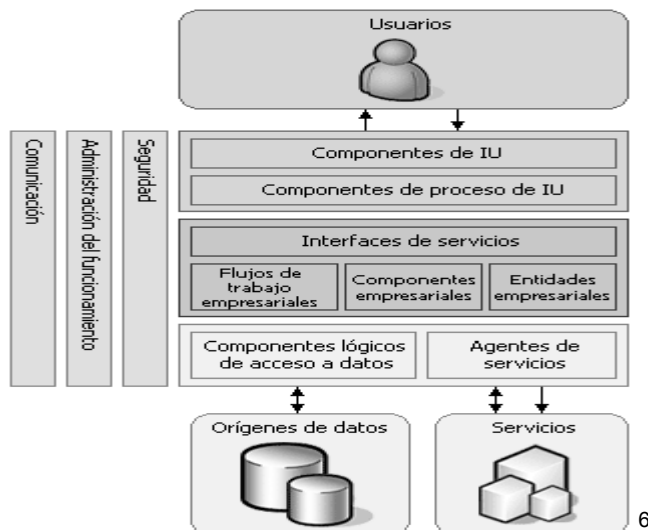 Usuarios
Comunicación
Administración del funcionamiento
Seguridad
Componentes de IU
Componentes de proceso de IU
Interfaces de servicios
Flujos de
trabajo
empresariales
Componentes
empresariales
Entidades
empresariales
Componentes lógicos
de acceso a datos
Agentes de
servicios
Orígenes de datos
Servicios
6